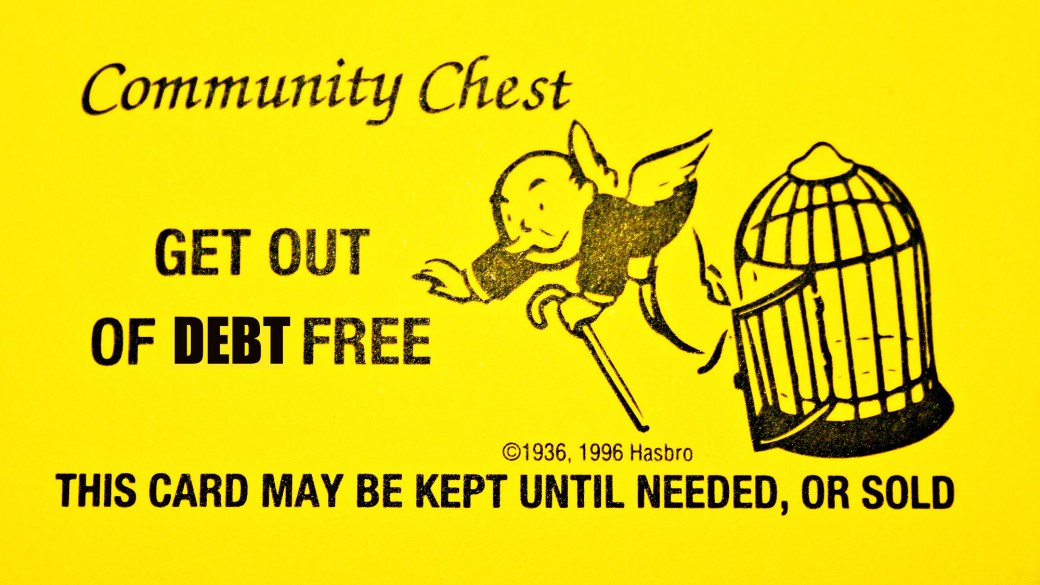 Community Chest
GET OUT
OF DEBT FREE
©1936, 1996 Hasbro
THIS CARD MAY BE KEPT UNTIL NEEDED, OR SOLD